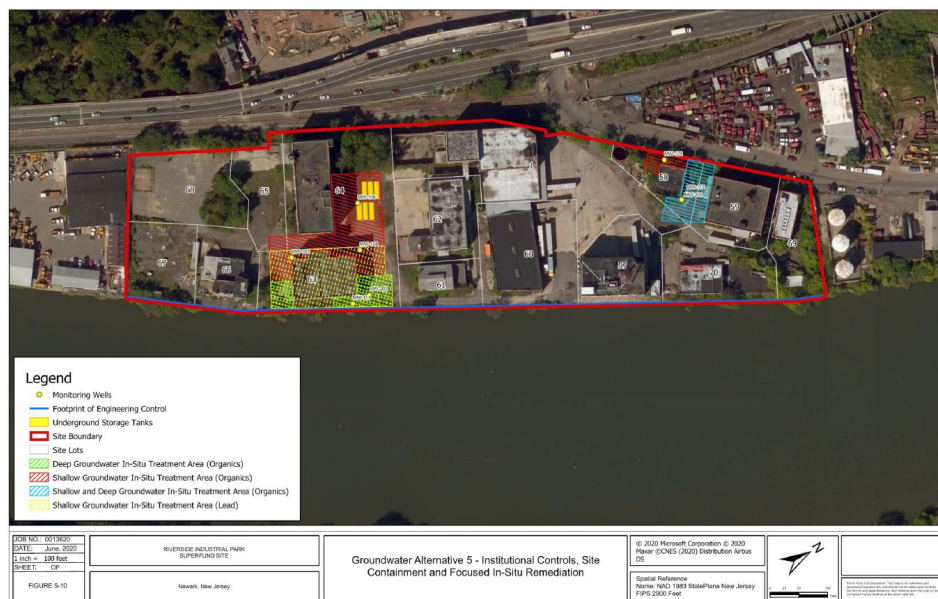 68
65
64
4
58
62
59
69
67
66
63
61
60
57
70
Legend
Monitoring Wells
Footprint of Engineering Control
Underground Storage Tanks
Site Boundary
Site Lots
Deep Groundwater In-Situ Treatment Area (Organics)
Shallow Groundwater In-Situ Treatment Area (Organics)
Shallow and Deep Groundwater In-Situ Treatment Area (Organics)
Shallow Groundwater In-Situ Treatment Area (Lead)
JOB NO.: 0013620
DATE: June, 2020
1 inch = 100 feet
SHEET: OF
FIGURE 5-10
RIVERSIDE INDUSTRIAL PARK
SUPERFUND SITE
Newark, New Jersey
Groundwater Alternative 5 - Institutional Controls, Site
Containment and Focused In-Situ Remediation
© 2020 Microsoft Corporation © 2020
Maxar ©CNES (2020) Distribution Airbus
DS
Spatial Reference
Name: NAD 1983 StatePlane New Jersey
FIPS 2900 Feet